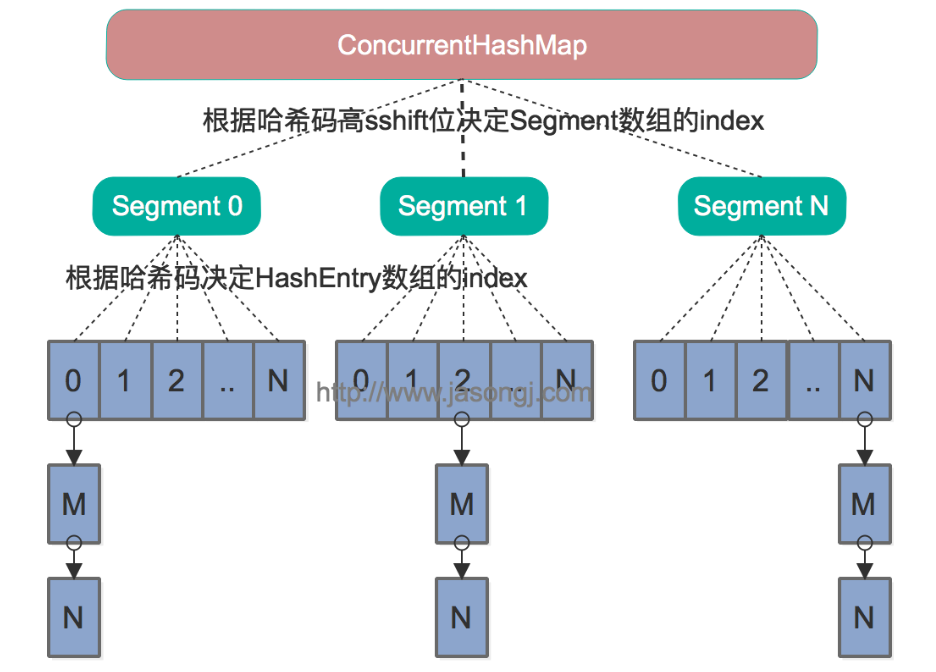 ConcurrentHashMap
根据哈希码高sshift位决定Segment数组的index
Segment 0
Segment 1
Segment N
根据哈希码决定HashEntry数组的index
0 1 2 .. N
0 1 2 .. N
0 1 2 .. N
http://www.jasongj.com
M
M
M
N
N
N